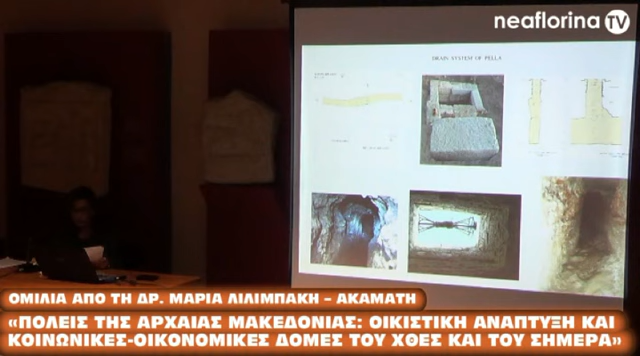 neaflorina TV
DRAIN SYSTEM OF PELLA
ΟΜΙΛΙΑ ΑΠΟ ΤΗ ΔΡ. ΜΑΡΙΑ ΛΙΛΙΜΠΑΚΗ – ΑΚΑΜΑΤΗ
«ΠΟΛΕΙΣ ΤΗΣ ΑΡΧΑΙΑΣ ΜΑΚΕΔΟΝΙΑΣ: ΟΙΚΙΣΤΙΚΗ ΑΝΑΠΤΥΞΗ ΚΑΙ
ΚΟΙΝΩΝΙΚΕΣ-ΟΙΚΟΝΟΜΙΚΕΣ ΔΟΜΕΣ ΤΟΥ ΧΘΕΣ ΚΑΙ ΤΟΥ ΣΗΜΕΡΑ»